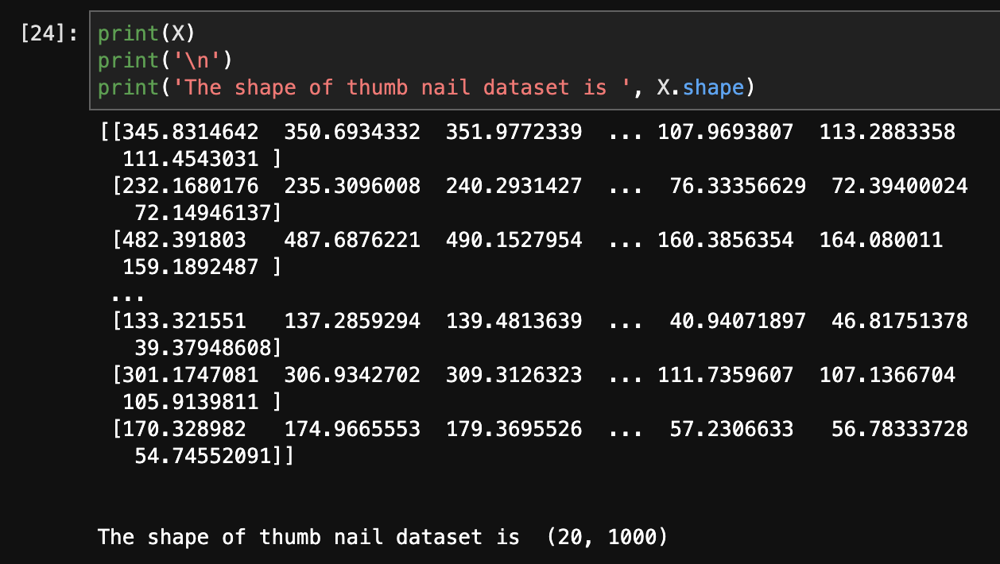 [24]: print(X)
print('\n')
print('The shape of thumb nail dataset is ', X.shape)
[[345.8314642  350.6934332  351.9772339  ... 107.9693807  113.2883358
  111.4543031 ]
 [232.1680176  235.3096008  240.2931427  ...  76.33356629  72.39400024
   72.14946137]
 [482.391803   487.6876221  490.1527954  ... 160.3856354  164.080011
  159.1892487 ]
 ...
 [133.321551   137.2859294  139.4813639  ...  40.94071897  46.81751378
   39.37948608]
 [301.1747081  306.9342702  309.3126323  ... 111.7359607  107.1366704
  105.9139811 ]
 [170.328982   174.9665553  179.3695526  ...  57.2306633   56.78333728
   54.74552091]]
The shape of thumb nail dataset is  (20, 1000)